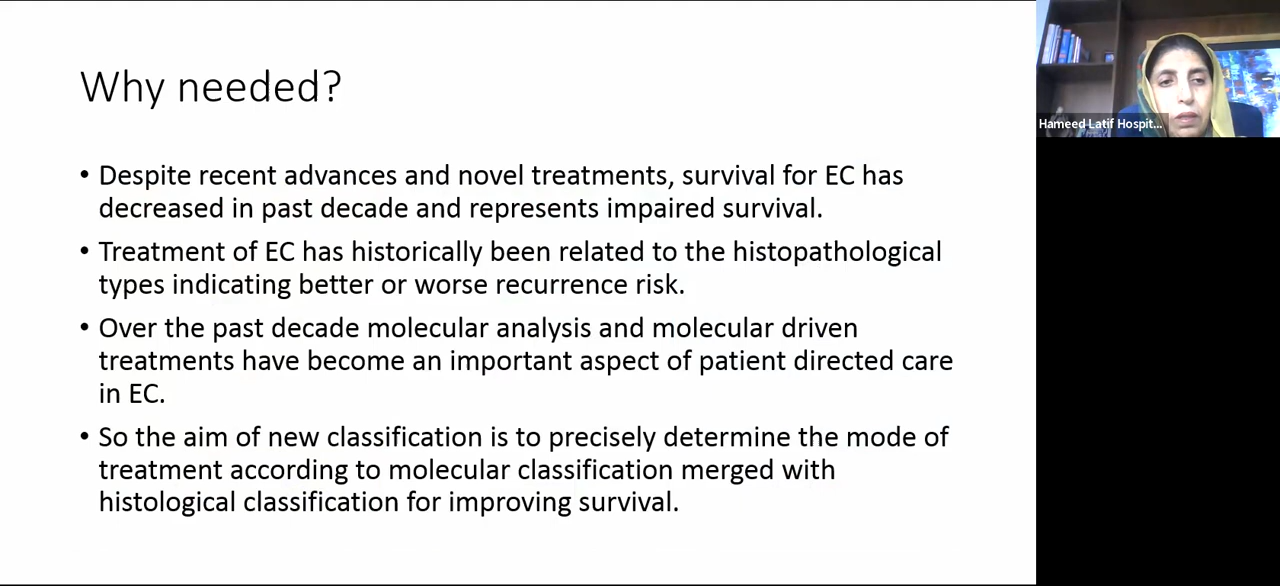 Why needed?
• Despite recent advances and novel treatments, survival for EC has
decreased in past decade and represents impaired survival.
• Treatment of EC has historically been related to the histopathological
types indicating better or worse recurrence risk.
• Over the past decade molecular analysis and molecular driven
treatments have become an important aspect of patient directed care
in EC.
• So the aim of new classification is to precisely determine the mode of
treatment according to molecular classification merged with
histological classification for improving survival.
Hameed Latif Hospit...